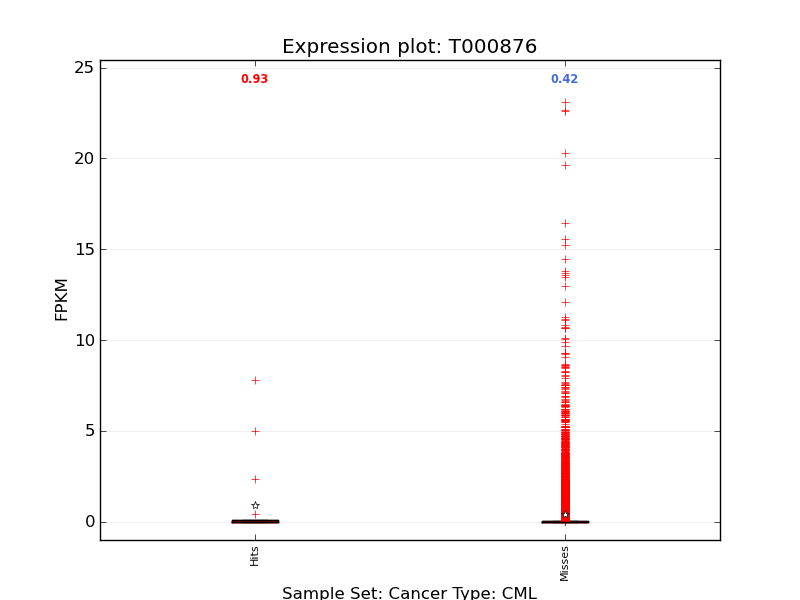 Expression plot: T000876
0.93
0.42
25
20
15
10
5
0
FPKM
Hits
Misses
Sample Set: Cancer Type: CML